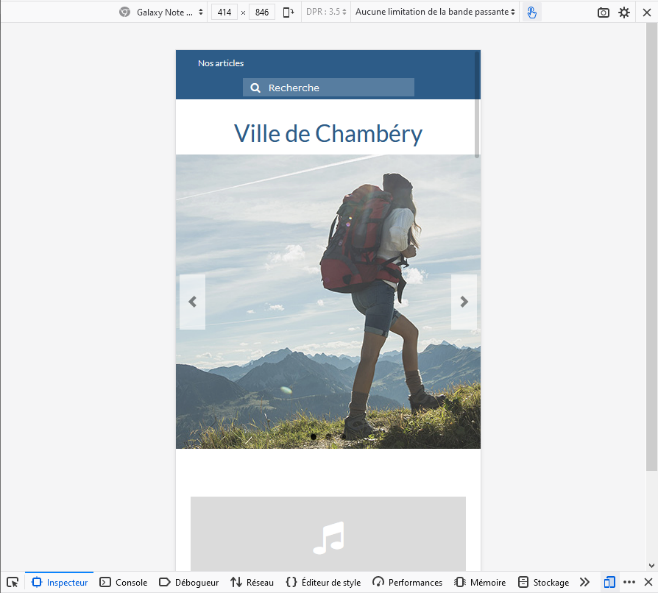 Galaxy Note ... 414 × 846 DPR : 3.5 Aucune limitation de la bande passante
Nos articles
Recherche
Ville de Chambéry
Inspecteur Console Débogueur Réseau Éditeur de style Performances Mémoire Stockage